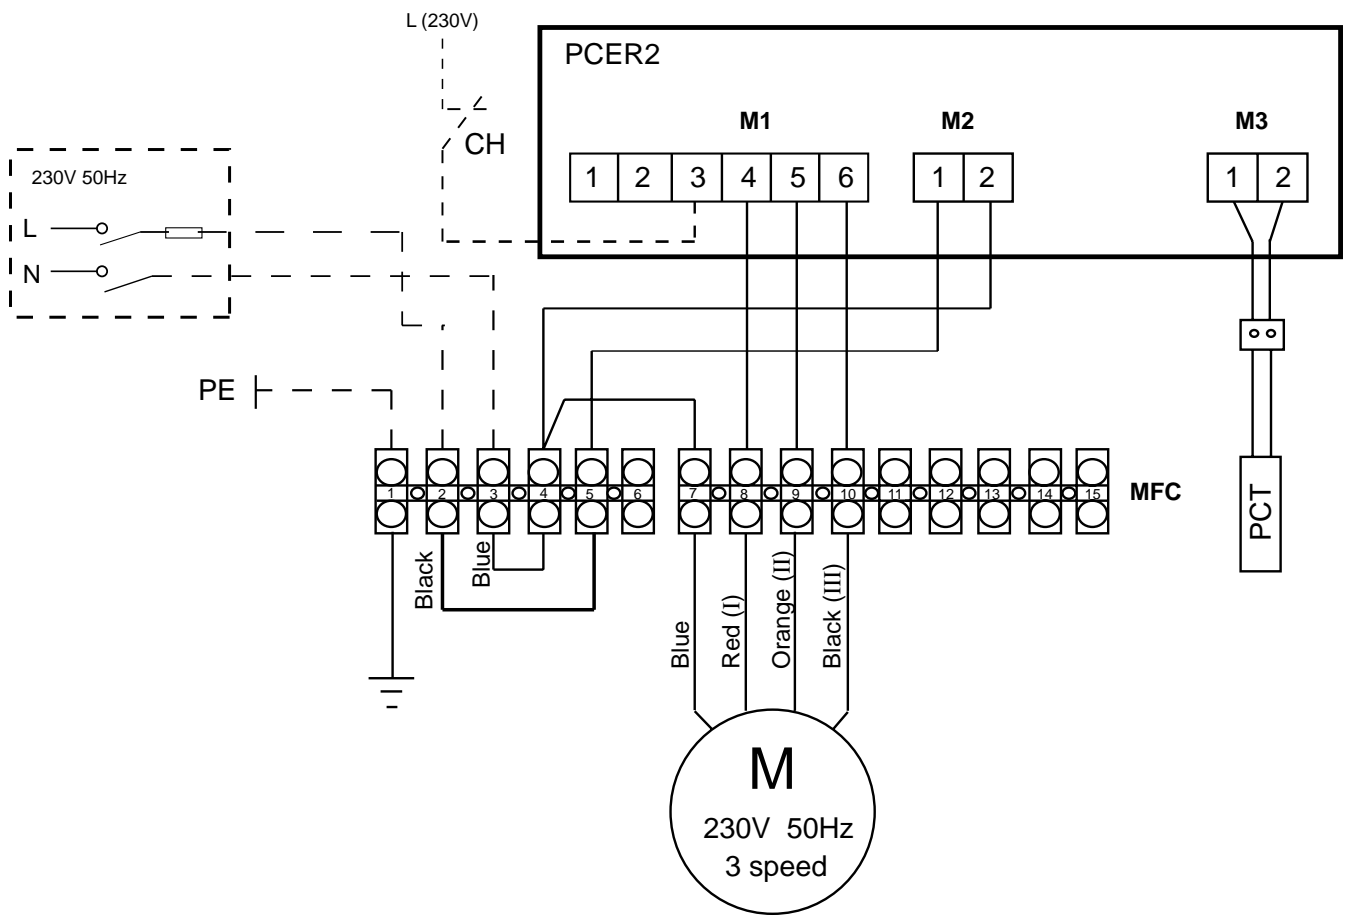 L (230V)
PCER2
M1 M2 M3
CH
1 2 3 4 5 6 1 2 1 2
230V 50Hz
L
N
PE
1 2 3 4 5 6 7 8 9 10 11 12 13 14 15 MFC
PCT
Black
Blue
Blue
Red (I)
Orange (II)
Black (III)
M
230V 50Hz
3 speed